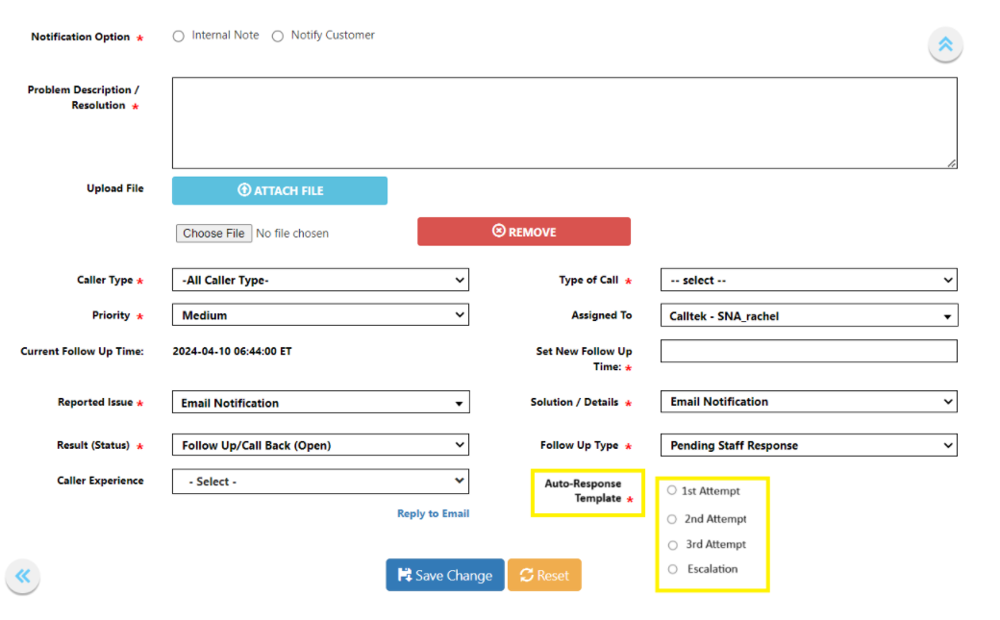 Notification Option * Internal Note Notify Customer
Problem Description /
Resolution *
Upload File ATTACH FILE
Choose File No file chosen REMOVE
Caller Type * -All Caller Type- Type of Call * -- select --
Priority * Medium Assigned To Calltek - SNA_rachel
Current Follow Up Time: 2024-04-10 06:44:00 ET Set New Follow Up
Time: *
Reported Issue * Email Notification Solution / Details * Email Notification
Result (Status) * Follow Up/Call Back (Open) Follow Up Type * Pending Staff Response
Caller Experience - Select - Auto-Response
Template * 1st Attempt
Reply to Email 2nd Attempt
3rd Attempt
Escalation
Save Change Reset